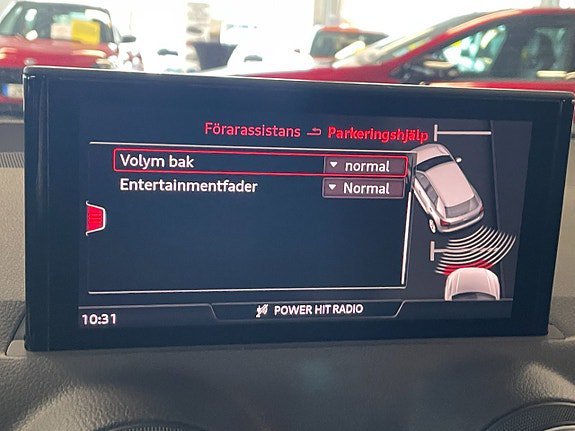 Förarassistans Parkeringshjälp
Volym bak normal
Entertainmentfader Normal
10:31 POWER HIT RADIO